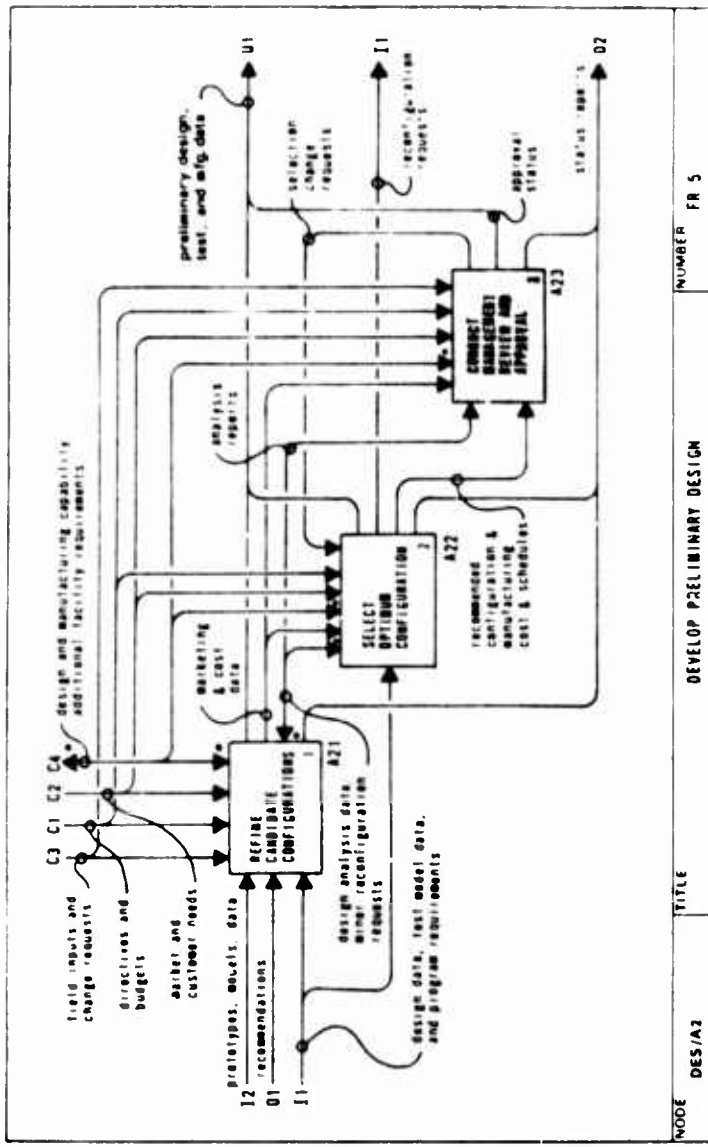 C3 C1 C2 C4
field inputs and
change requests
directives and
budgets
market and
customer needs
design and manufacturing capability
additional facility requirements
I2
prototypes, models, data
O1
recommendations
I1
design data, test model data,
and program requirements
REFINE
CANDIDATE
CONFIGURATIONS
1
A21
marketing
& cost
data
design analysis data,
minor reconfiguration
requests
SELECT
OPTIMUM
CONFIGURATION
2
A22
analysis
reports
recommended
configuration &
manufacturing
cost & schedules
CONDUCT
MANAGEMENT
REVIEW AND
APPROVAL
A23
preliminary design,
test, and mfg. data
selection
change
requests
reconfiguration
requests
approval
status
status reports
I1
O2
NODE
DES/A2
TITLE
DEVELOP PRELIMINARY DESIGN
NUMBER
FR 5